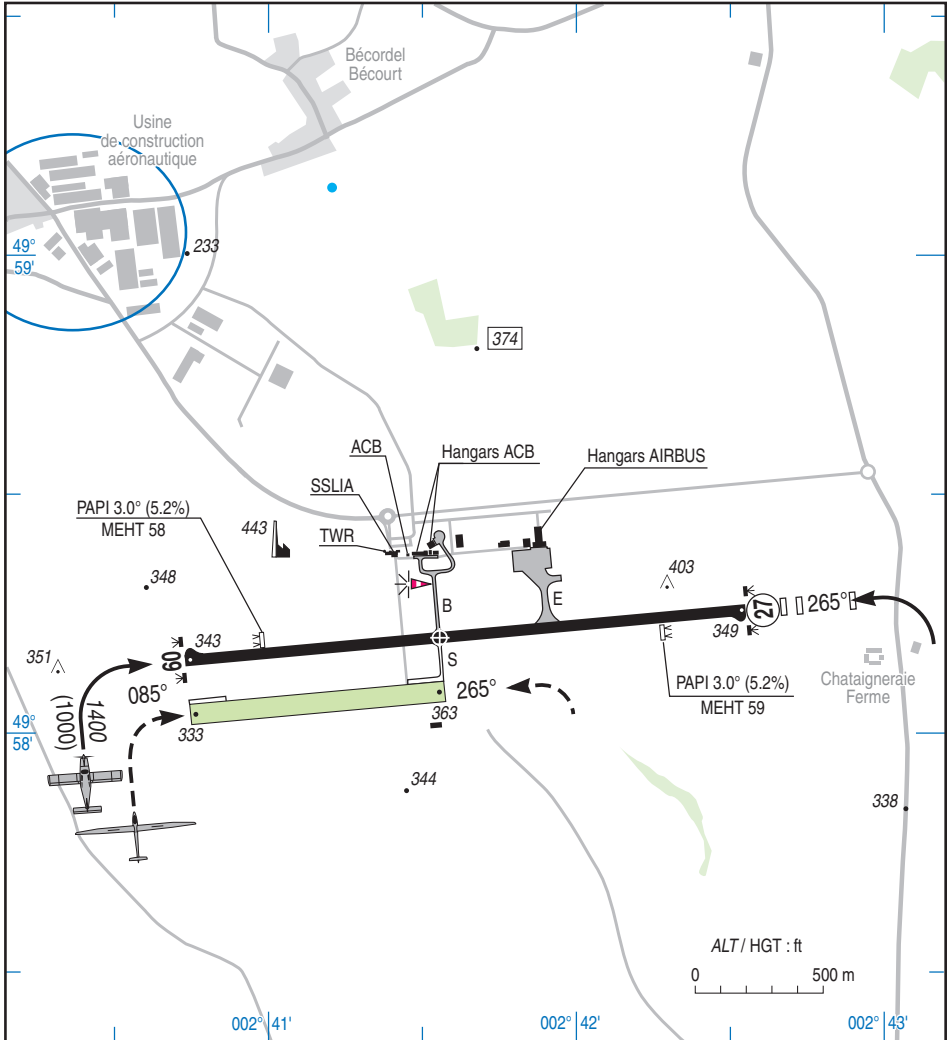 Bécordel
Bécourt
Usine
de construction
aéronautique
49°
59'
233
374
ACB
Hangars ACB
Hangars AIRBUS
SSLIA
PAPI 3.0° (5.2%)
MEHT 58
443
TWR
348
403
B
E
27
265°
343
349
09
S
351
085°
265°
PAPI 3.0° (5.2%)
MEHT 59
Chataigneraie
Ferme
1400
(1000)
333
363
49°
58'
344
338
ALT / HGT : ft
0
500 m
002° 41'
002° 42'
002° 43'